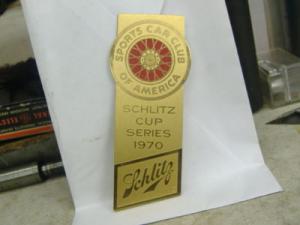 SPORTS CAR CLUB
OF AMERICA
SCHLITZ
CUP
SERIES
1970
Schlitz